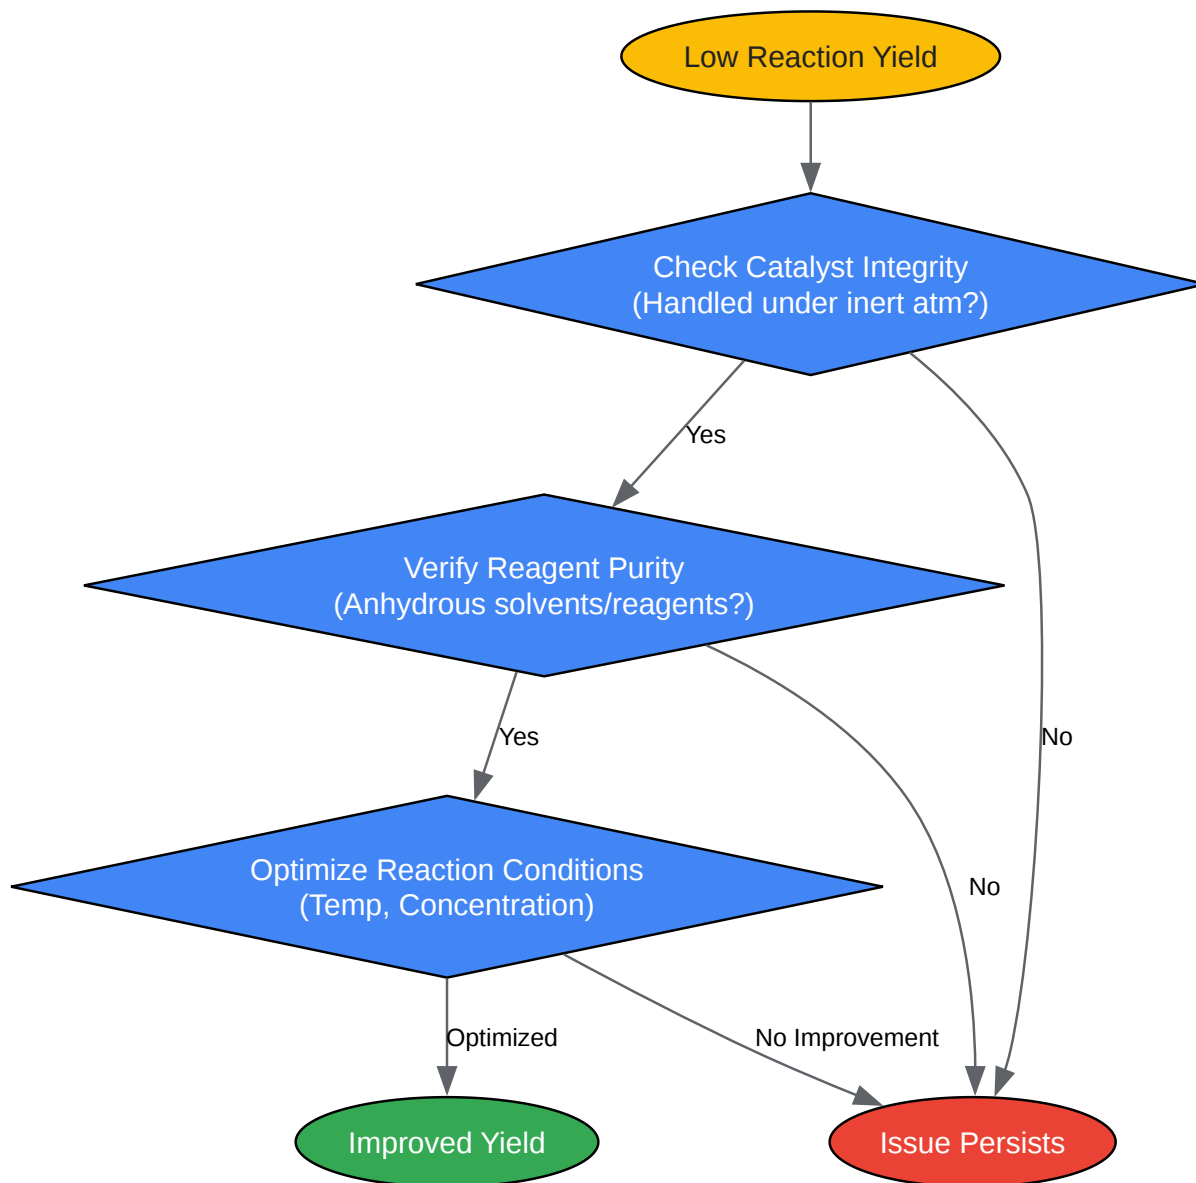 Low Reaction Yield
Check Catalyst Integrity
(Handled under inert atm?)
Yes
Verify Reagent Purity
(Anhydrous solvents/reagents?)
Yes
No
Optimize Reaction Conditions
(Temp, Concentration)
No
Optimized
No Improvement
Improved Yield
Issue Persists